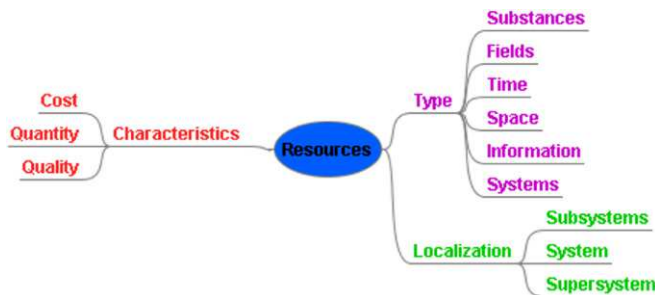 Substances
Fields
Time
Space
Information
Systems
Type
Cost
Quantity
Quality
Characteristics
Resources
Localization
Subsystems
System
Supersystem